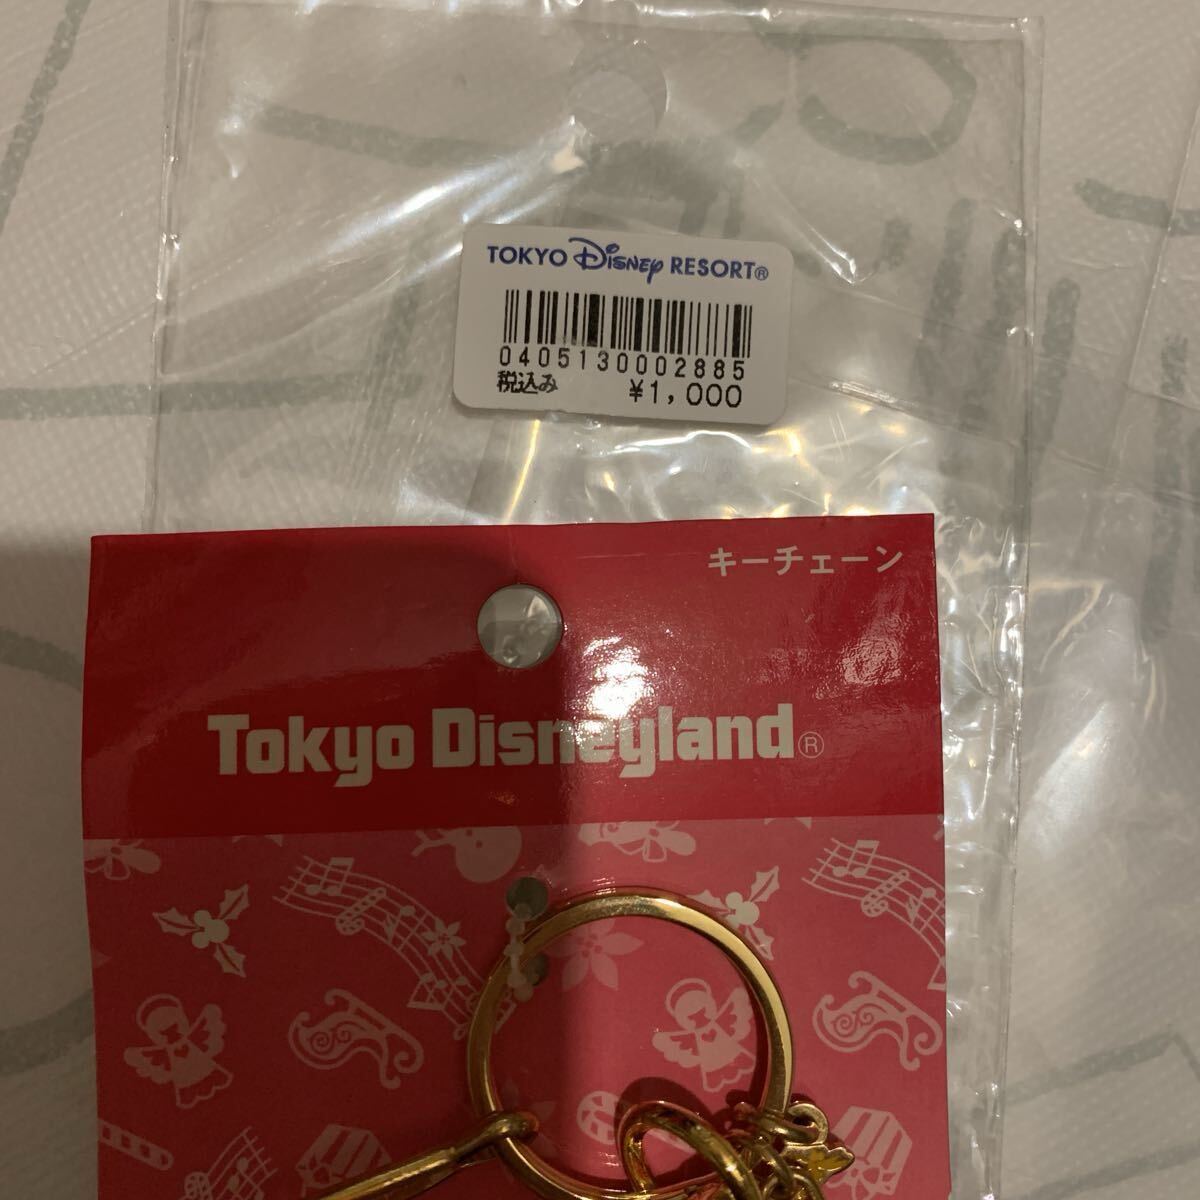 TOKYO Disney RESORT®
0405130002885
税込み ¥1,000
キーチェーン
Tokyo Disneyland®